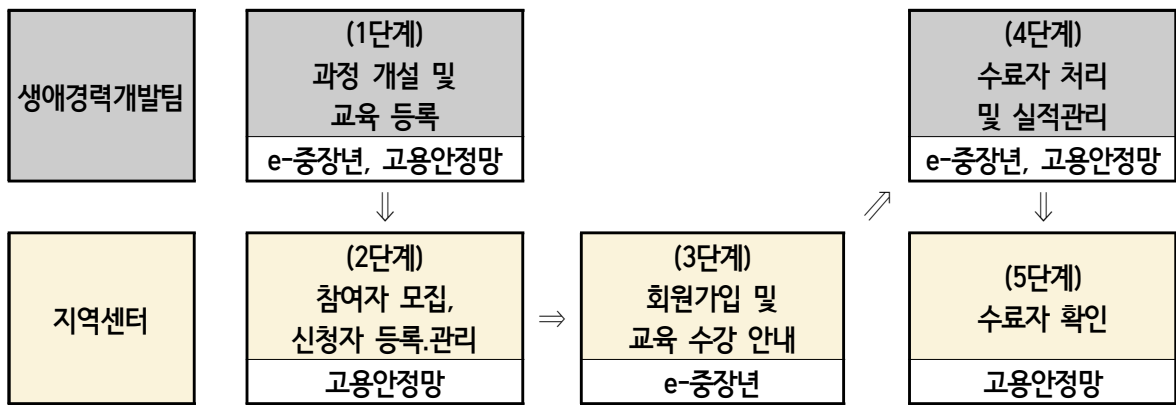 생애경력개발팀
(1단계)
과정 개설 및
교육 등록
e-중장년, 고용안정망
(4단계)
수료자 처리
및 실적관리
e-중장년, 고용안정망
⇓
⇗
⇓
지역센터
(2단계)
참여자 모집,
신청자 등록.관리
고용안정망
⇒
(3단계)
회원가입 및
교육 수강 안내
e-중장년
(5단계)
수료자 확인
고용안정망